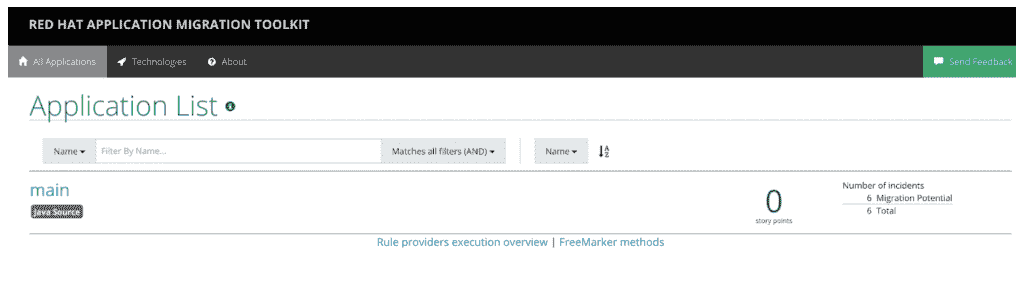 RED HAT APPLICATION MIGRATION TOOLKIT
All Applications Technologies About Send Feedback
Application List
Name Filter By Name... Matches all filters (AND) Name
main
Java Source
0
story points
Number of incidents
6 Migration Potential
6 Total
Rule providers execution overview | FreeMarker methods